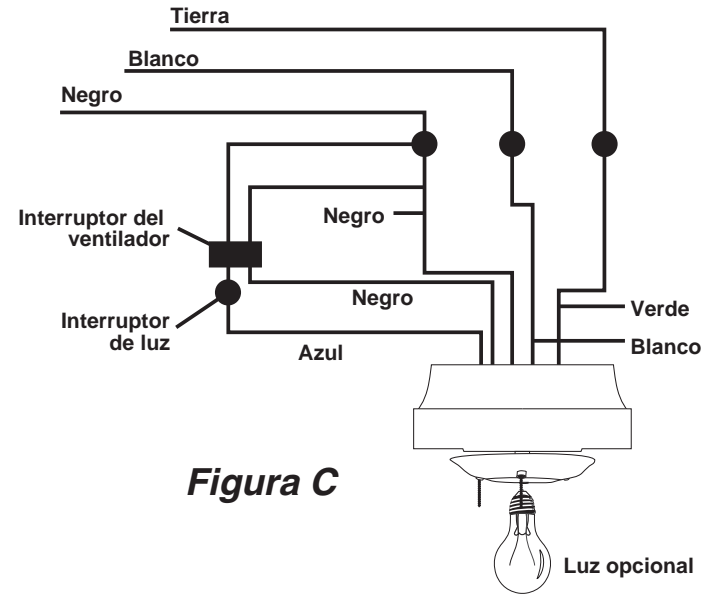 Tierra
Blanco
Negro
Interruptor del
ventilador
Negro
Negro
Interruptor
de luz
Azul
Verde
Blanco
Figura C
Luz opcional